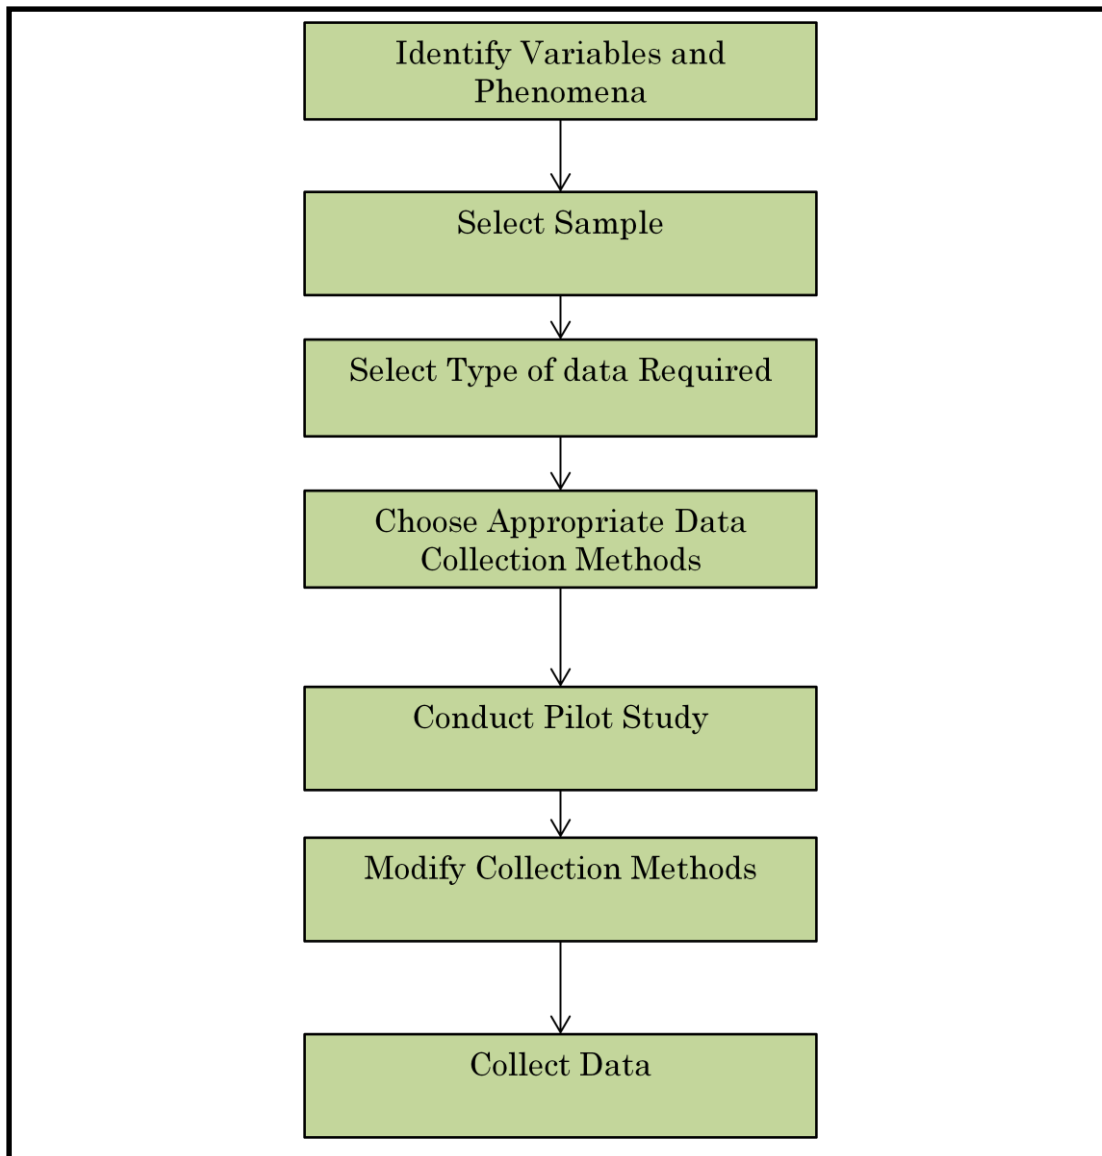 Identify Variables and
Phenomena
Select Sample
Select Type of data Required
Choose Appropriate Data
Collection Methods
Conduct Pilot Study
Modify Collection Methods
Collect Data